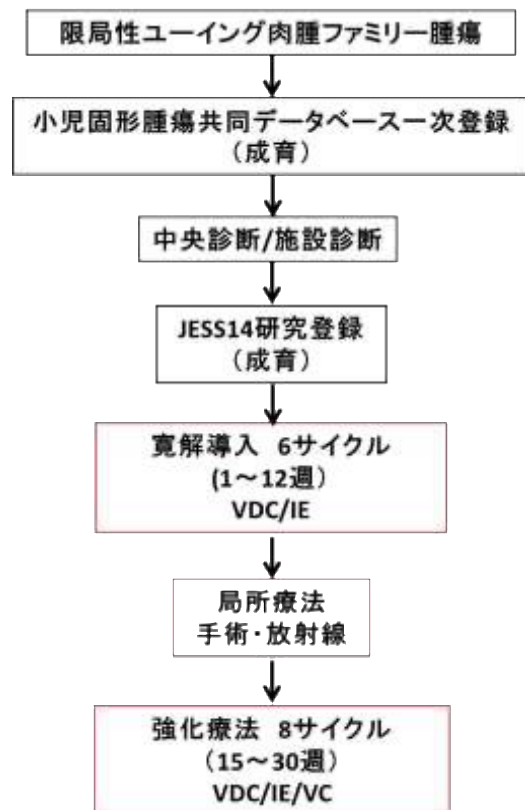 限局性ユーイング肉腫ファミリー腫瘍
小児固形腫瘍共同データベース一次登録
（成育）
中央診断/施設診断
JESS14研究登録
（成育）
寛解導入 6サイクル
(1～12週）
VDC/IE
局所療法
手術・放射線
強化療法 8サイクル
（15～30週）
VDC/IE/VC